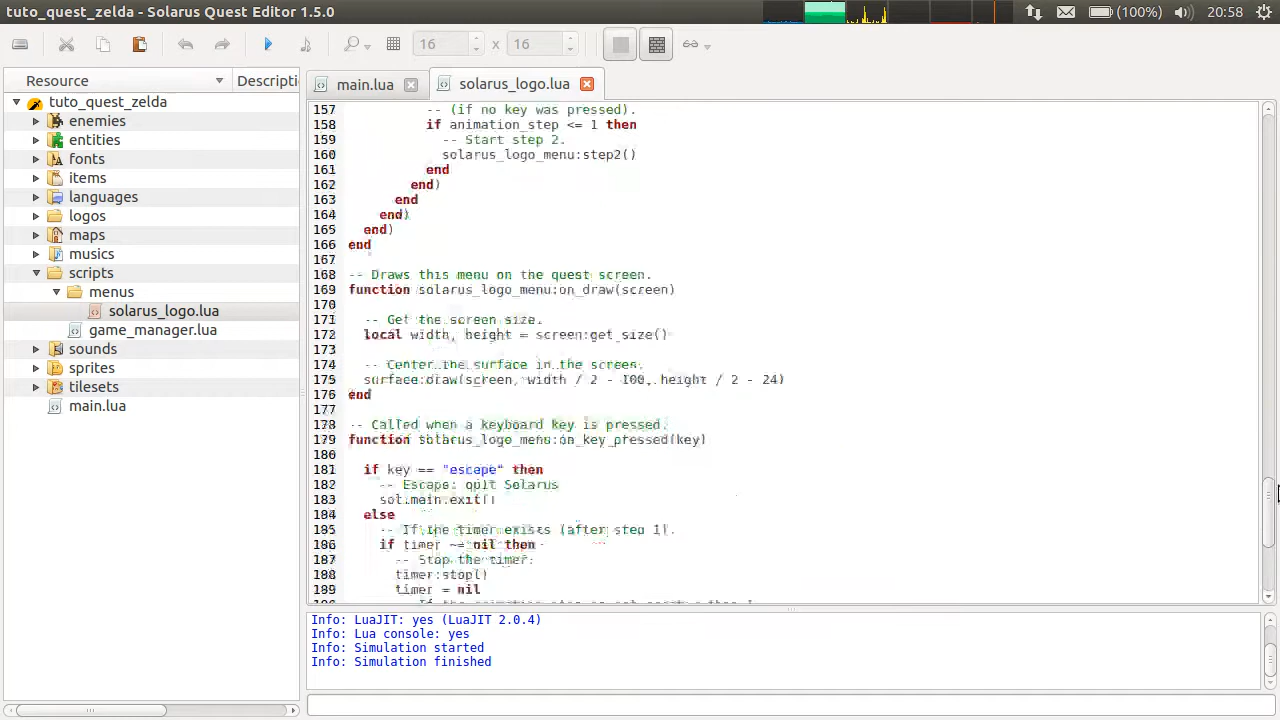 tuto_quest_zelda - Solarus Quest Editor 1.5.0
(100%) 20:58
16 x 16
Resource Descripti
main.lua solarus_logo.lua
tuto_quest_zelda
enemies
entities
fonts
items
languages
logos
maps
musics
scripts
menus
solarus_logo.lua
game_manager.lua
sounds
sprites
tilesets
main.lua
157 -- (if no key was pressed).
158 if animation_step <= 1 then
159 -- Start step 2.
160 solarus_logo_menu:step2()
161 end
162 end)
163 end
164 end)
165 end)
166 end
167
168 -- Draws this menu on the quest screen.
169 function solarus_logo_menu:on_draw(screen)
170
171 -- Get the screen size.
172 local width, height = screen:get_size()
173
174 -- Center the surface in the screen.
175 surface:draw(screen, width / 2 - 100, height / 2 - 24)
176 end
177
178 -- Called when a keyboard key is pressed.
179 function solarus_logo_menu:on_key_pressed(key)
180
181 if key == "escape" then
182 -- Escape: quit Solarus
183 sol.main.exit()
184 else
185 -- If the timer exists (after step 1).
186 if timer ~= nil then
187 -- Stop the timer.
188 timer:stop()
189 timer = nil
Info: LuaJIT: yes (LuaJIT 2.0.4)
Info: Lua console: yes
Info: Simulation started
Info: Simulation finished